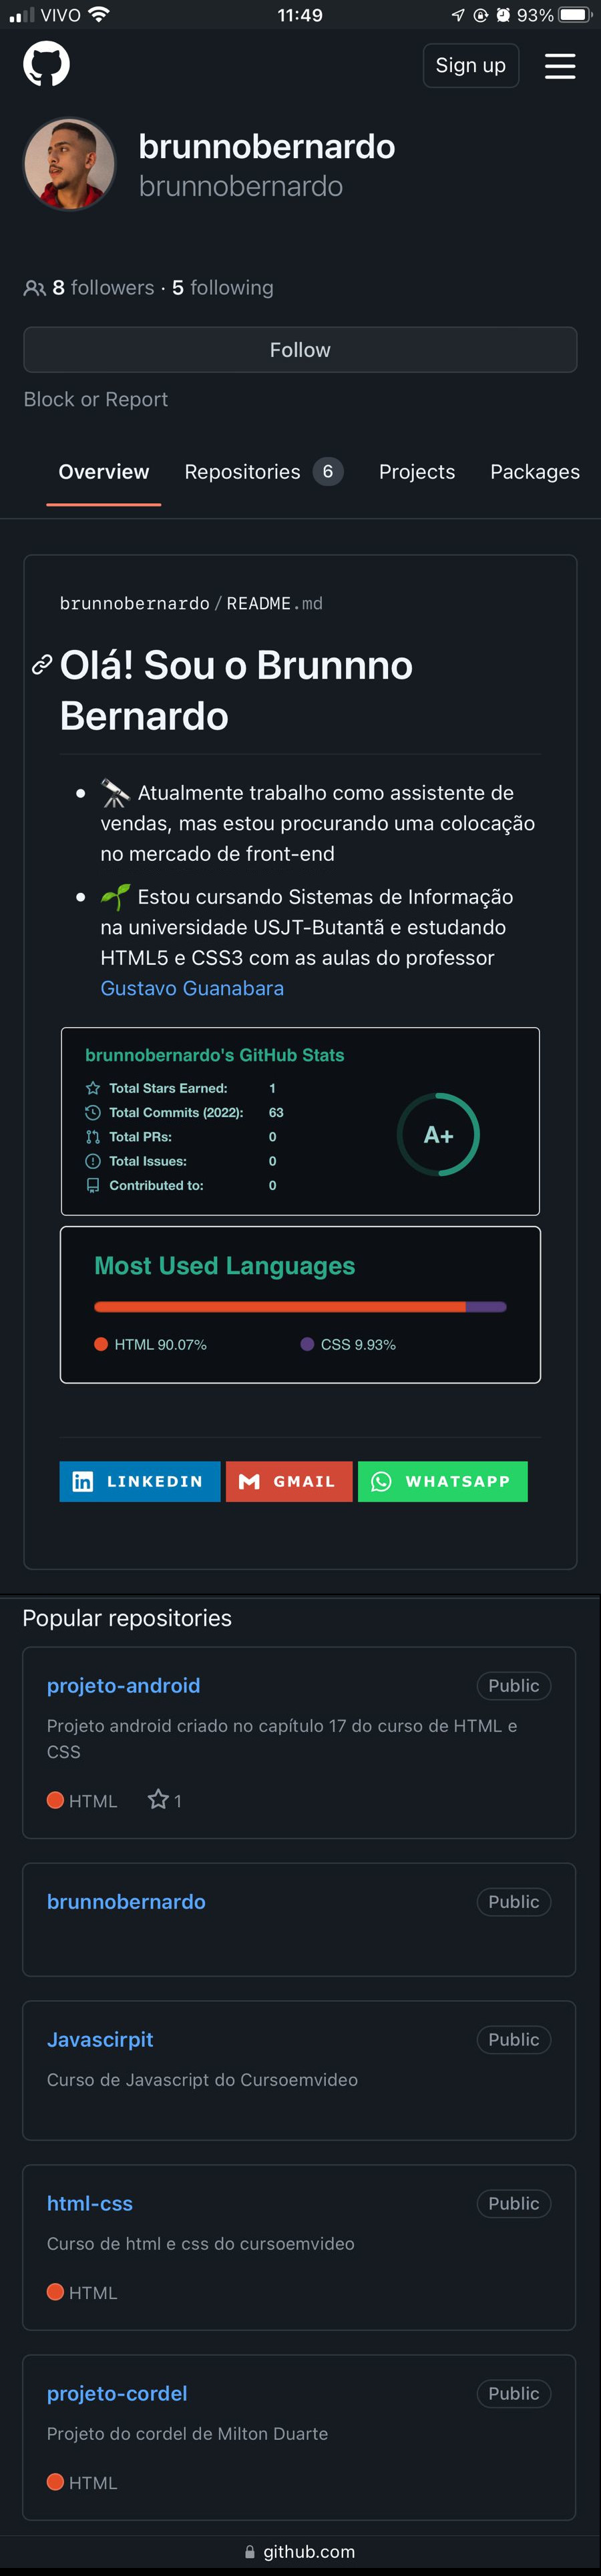 VIVO 11:49 93%
Sign up
brunnobernardo
brunnobernardo
8 followers · 5 following
Follow
Block or Report
Overview Repositories 6 Projects Packages
brunnobernardo / README.md
Olá! Sou o Brunnno
Bernardo
Atualmente trabalho como assistente de
vendas, mas estou procurando uma colocação
no mercado de front-end
Estou cursando Sistemas de Informação
na universidade USJT-Butantã e estudando
HTML5 e CSS3 com as aulas do professor
Gustavo Guanabara
brunnobernardo's GitHub Stats
Total Stars Earned: 1
Total Commits (2022): 63
Total PRs: 0
Total Issues: 0
Contributed to: 0
A+
Most Used Languages
HTML 90.07% CSS 9.93%
LINKEDIN GMAIL WHATSAPP
Popular repositories
projeto-android Public
Projeto android criado no capítulo 17 do curso de HTML e
CSS
HTML 1
brunnobernardo Public
Javascirpit Public
Curso de Javascript do Cursoemvideo
html-css Public
Curso de html e css do cursoemvideo
HTML
projeto-cordel Public
Projeto do cordel de Milton Duarte
HTML
github.com